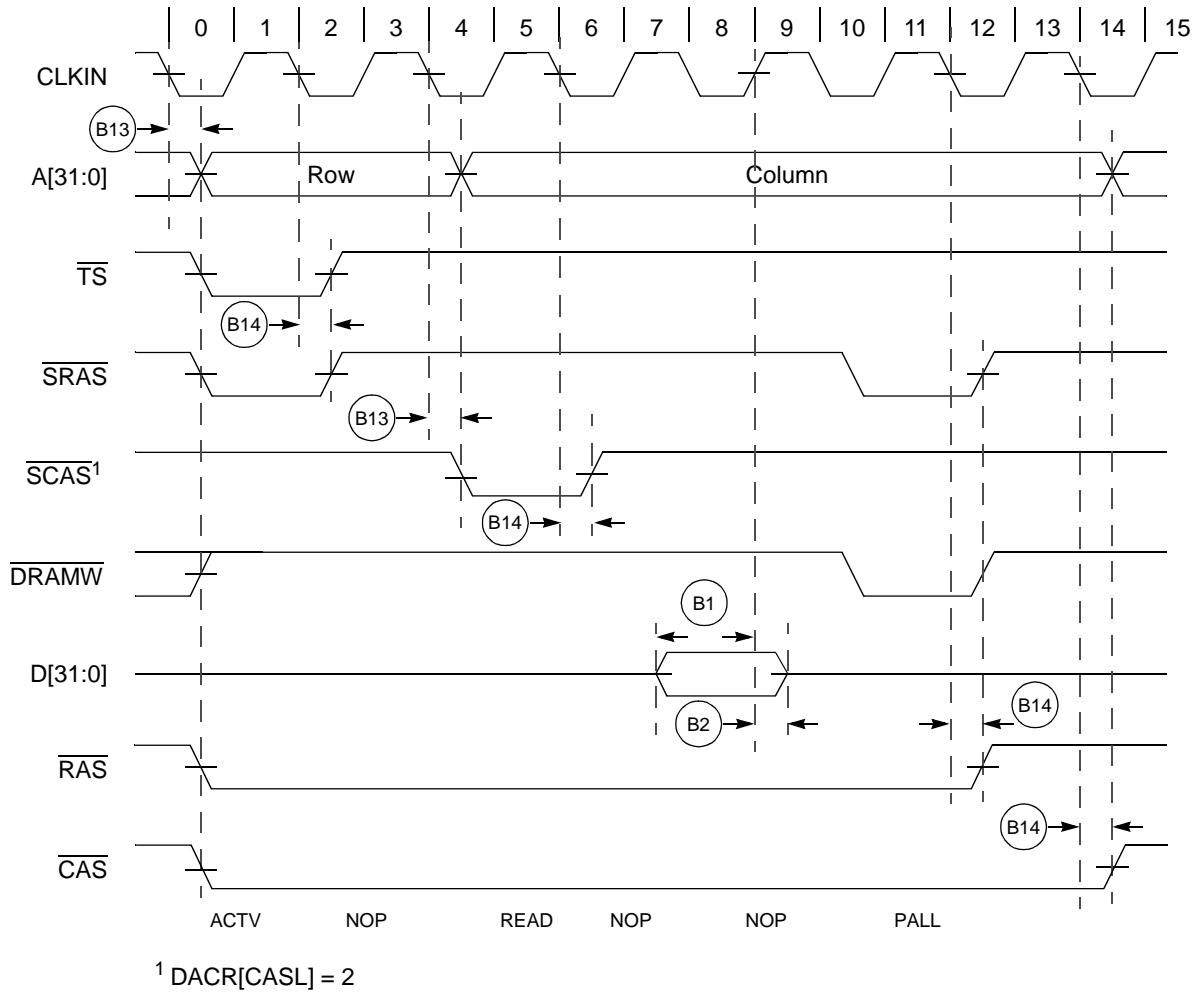 0 1 2 3 4 5 6 7 8 9 10 11 12 13 14 15
CLKIN
B13
A[31:0] Row Column
TS
B14
SRAS
B13
SCAS1
B14
DRAMW
B1
D[31:0]
B2 B14
RAS
B14
CAS
ACTV NOP READ NOP NOP PALL
1 DACR[CASL] = 2